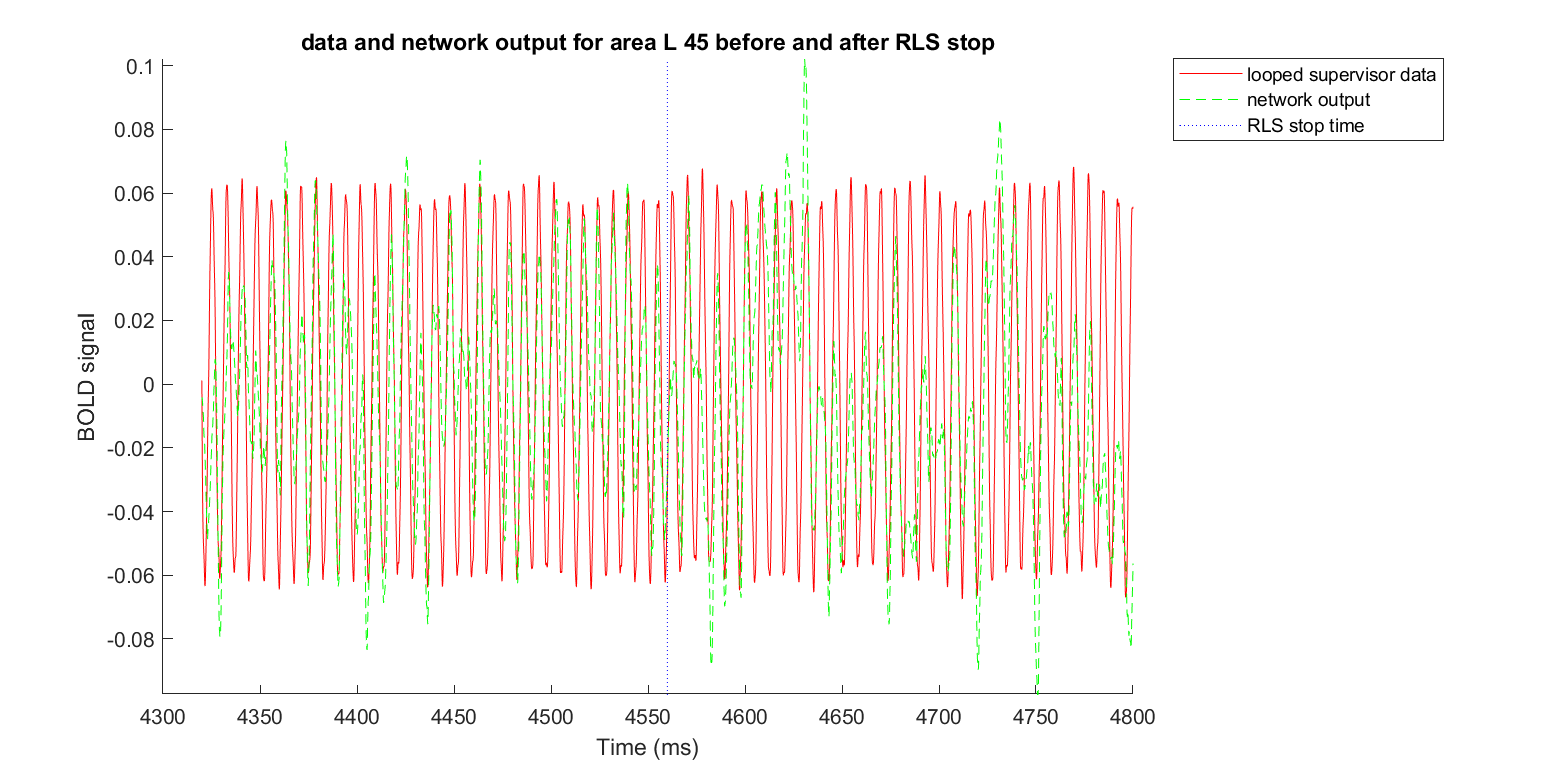 data and network output for area L 45 before and after RLS stop
looped supervisor data
network output
RLS stop time
0.1
0.08
0.06
0.04
0.02
0
-0.02
-0.04
-0.06
-0.08
BOLD signal
4300 4350 4400 4450 4500 4550 4600 4650 4700 4750 4800
Time (ms)